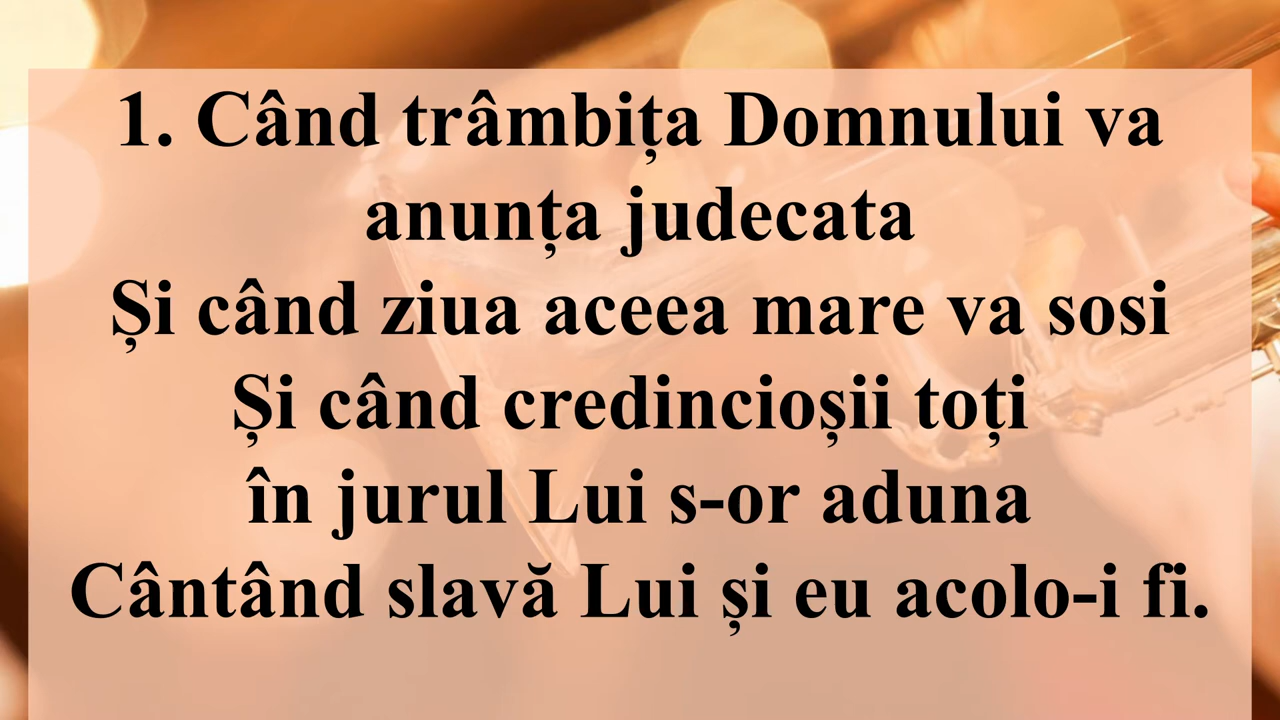 1. Când trâmbița Domnului va
anunța judecata
Și când ziua aceea mare va sosi
Și când credincioșii toți
în jurul Lui s-or aduna
Cântând slavă Lui și eu acolo-i fi.